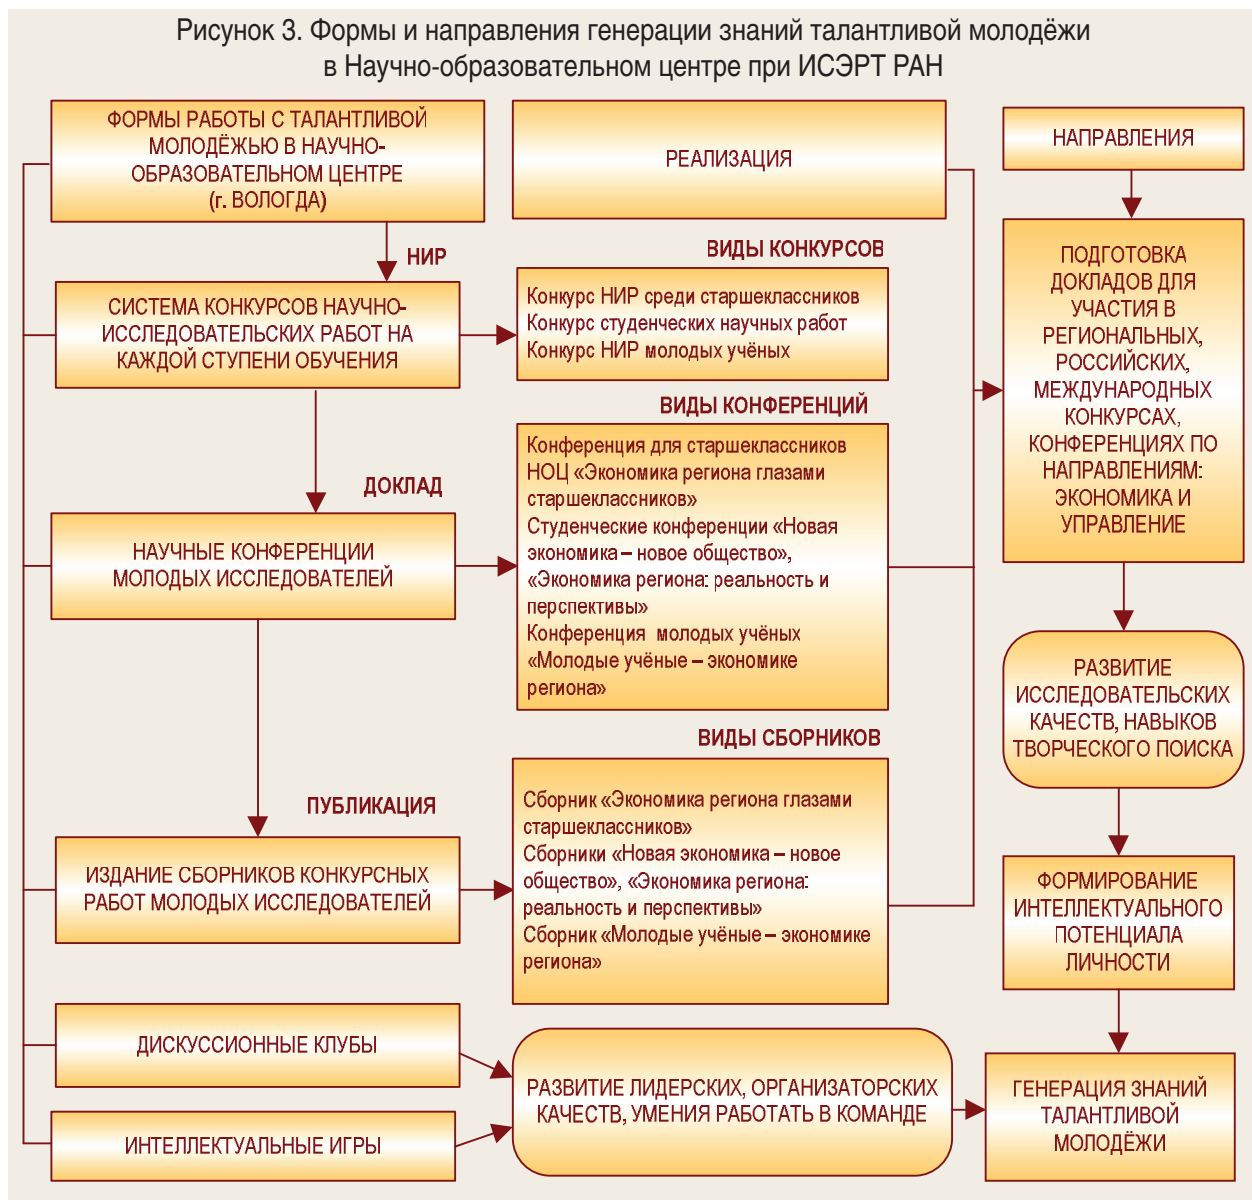 Рисунок 3. Формы и направления генерации знаний талантливой молодёжи
в Научно-образовательном центре при ИСЭРТ РАН
ФОРМЫ РАБОТЫ С ТАЛАНТЛИВОЙ
МОЛОДЁЖЬЮ В НАУЧНО-
ОБРАЗОВАТЕЛЬНОМ ЦЕНТРЕ
(г. ВОЛОГДА)
РЕАЛИЗАЦИЯ
НАПРАВЛЕНИЯ
НИР
СИСТЕМА КОНКУРСОВ НАУЧНО-
ИССЛЕДОВАТЕЛЬСКИХ РАБОТ НА
КАЖДОЙ СТУПЕНИ ОБУЧЕНИЯ
ВИДЫ КОНКУРСОВ
Конкурс НИР среди старшеклассников
Конкурс студенческих научных работ
Конкурс НИР молодых учёных
ПОДГОТОВКА
ДОКЛАДОВ ДЛЯ
УЧАСТИЯ В
РЕГИОНАЛЬНЫХ,
РОССИЙСКИХ,
МЕЖДУНАРОДНЫХ
КОНКУРСАХ,
КОНФЕРЕНЦИЯХ ПО
НАПРАВЛЕНИЯМ:
ЭКОНОМИКА И
УПРАВЛЕНИЕ
ДОКЛАД
НАУЧНЫЕ КОНФЕРЕНЦИИ
МОЛОДЫХ ИССЛЕДОВАТЕЛЕЙ
ВИДЫ КОНФЕРЕНЦИЙ
Конференция для старшеклассников
НОЦ «Экономика региона глазами
старшеклассников»
Студенческие конференции «Новая
экономика – новое общество»,
«Экономика региона: реальность и
перспективы»
Конференция молодых учёных
«Молодые учёные – экономике
региона»
РАЗВИТИЕ
ИССЛЕДОВАТЕЛЬСКИХ
КАЧЕСТВ, НАВЫКОВ
ТВОРЧЕСКОГО ПОИСКА
ПУБЛИКАЦИЯ
ИЗДАНИЕ СБОРНИКОВ КОНКУРСНЫХ
РАБОТ МОЛОДЫХ ИССЛЕДОВАТЕЛЕЙ
ВИДЫ СБОРНИКОВ
Сборник «Экономика региона глазами
старшеклассников»
Сборники «Новая экономика – новое
общество», «Экономика региона:
реальность и перспективы»
Сборник «Молодые учёные – экономике
региона»
ФОРМИРОВАНИЕ
ИНТЕЛЛЕКТУАЛЬНОГО
ПОТЕНЦИАЛА
ЛИЧНОСТИ
ДИСКУССИОННЫЕ КЛУБЫ
ИНТЕЛЛЕКТУАЛЬНЫЕ ИГРЫ
РАЗВИТИЕ ЛИДЕРСКИХ, ОРГАНИЗАТОРСКИХ
КАЧЕСТВ, УМЕНИЯ РАБОТАТЬ В КОМАНДЕ
ГЕНЕРАЦИЯ ЗНАНИЙ
ТАЛАНТЛИВОЙ
МОЛОДЁЖИ